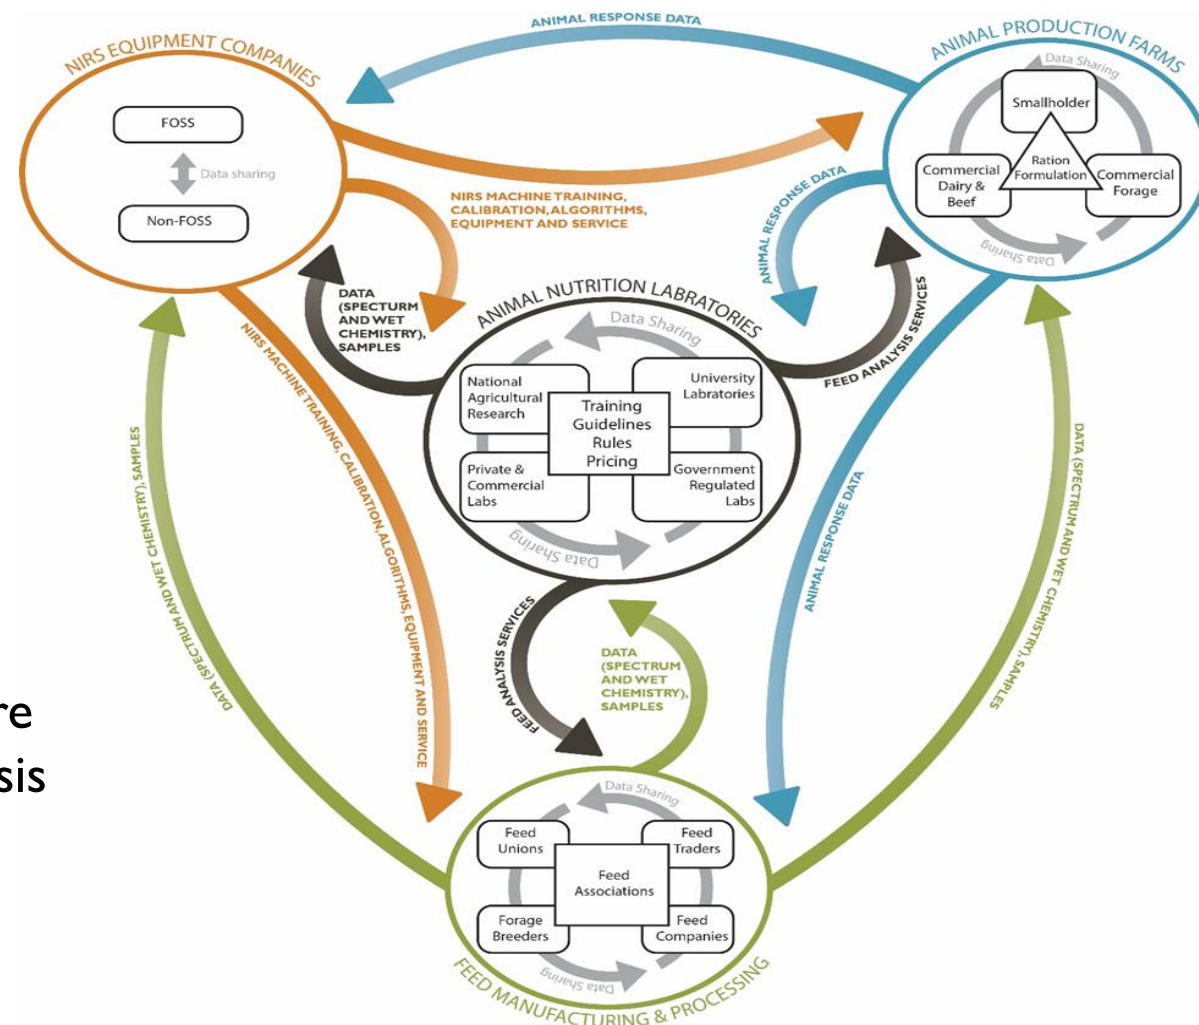 ANIMAL RESPONSE DATA
NIRS EQUIPMENT COMPANIES
FOSS
Data sharing
Non-FOSS
ANIMAL PRODUCTION FARMS
Data Sharing
Smallholder
Ration
Formulation
Commercial
Dairy &
Beef
Commercial
Forage
Data Sharing
NIRS MACHINE TRAINING,
CALIBRATION, ALGORITHMS,
EQUIPMENT AND SERVICE
ANIMAL RESPONSE DATA
DATA
(SPECTURM
AND WET
CHEMISTRY),
SAMPLES
FEED ANALYSIS SERVICES
ANIMAL NUTRITION LABRATORIES
Data Sharing
National
Agricultural
Research
University
Labratories
Training
Guidelines
Rules
Pricing
Private &
Commercial
Labs
Government
Regulated
Labs
Data Sharing
NIRS MACHINE TRAINING, CALIBRATION, ALGORITHMS, EQUIPMENT AND SERVICE
ANIMAL RESPONSE DATA
DATA (SPECTRUM AND WET CHEMISTRY), SAMPLES
DATA (SPECTRUM AND WET CHEMISTRY), SAMPLES
FEED ANALYSIS SERVICES
DATA
(SPECTRUM
AND WET
CHEMISTRY),
SAMPLES
re
sis
Data Sharing
Feed
Unions
Feed
Traders
Feed
Associations
Forage
Breeders
Feed
Companies
Data Sharing
FEED MANUFACTURING & PROCESSING